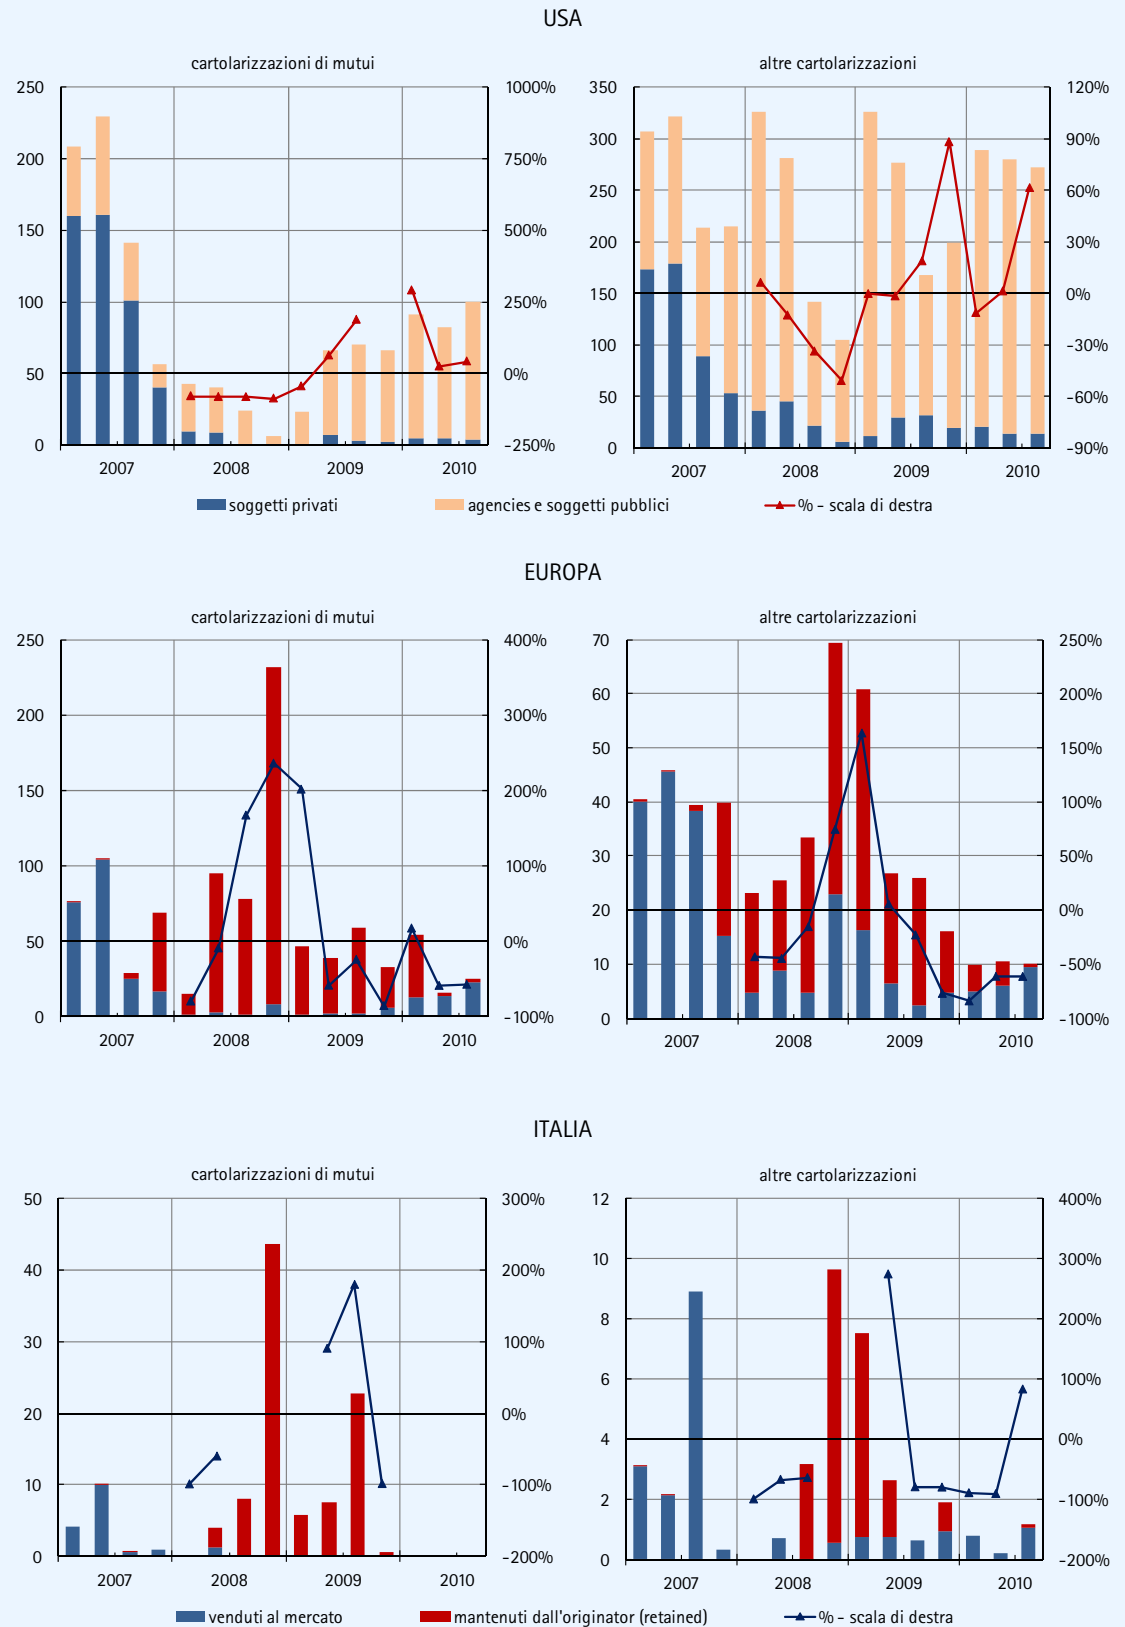 USA
cartolarizzazioni di mutui
altre cartolarizzazioni
250 1000% 350 120%
200 750% 300 90%
250 60%
150 500% 200 30%
100 250% 150 0%
50 0% 100 -30%
50 -60%
0 -250% 0 -90%
2007 2008 2009 2010 2007 2008 2009 2010
soggetti privati agencies e soggetti pubblici % - scala di destra
EUROPA
cartolarizzazioni di mutui
altre cartolarizzazioni
250 400% 70 250%
60 200%
200 300% 50 150%
150 200% 40 100%
100 100% 30 50%
50 0% 20 0%
10 -50%
0 -100% 0 -100%
2007 2008 2009 2010 2007 2008 2009 2010
ITALIA
cartolarizzazioni di mutui
altre cartolarizzazioni
50 300% 12 400%
40 200% 10 300%
8 200%
30 100% 6 100%
20 0% 4 0%
10 -100% 2 -100%
0 -200% 0 -200%
2007 2008 2009 2010 2007 2008 2009 2010
venduti al mercato mantenuti dall'originator (retained) % - scala di destra